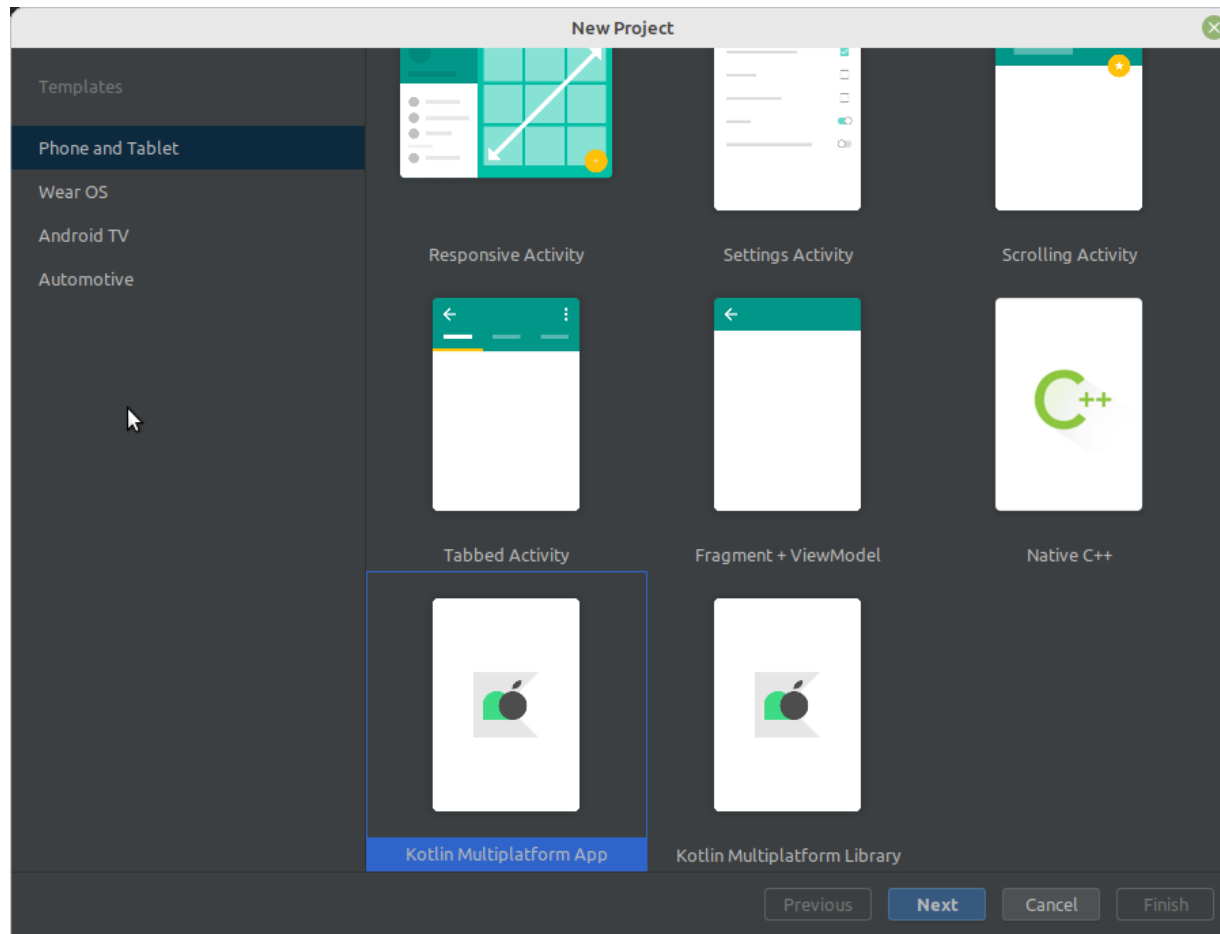 New Project
Templates
Phone and Tablet
Wear OS
Android TV
Automotive
Responsive Activity
Settings Activity
Scrolling Activity
Tabbed Activity
Fragment + ViewModel
C++
Native C++
Kotlin Multiplatform App
Kotlin Multiplatform Library
Previous
Next
Cancel
Finish